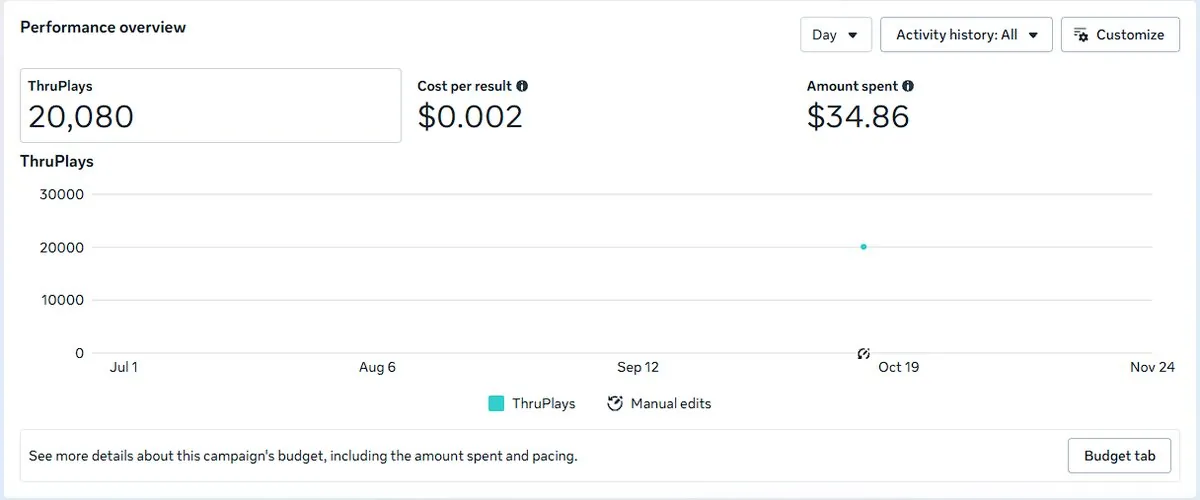 Performance overview
Day
Activity history: All
Customize
ThruPlays
20,080
Cost per result
$0.002
Amount spent
$34.86
ThruPlays
30000
20000
10000
0
Jul 1
Aug 6
Sep 12
Oct 19
Nov 24
ThruPlays
Manual edits
See more details about this campaign's budget, including the amount spent and pacing.
Budget tab